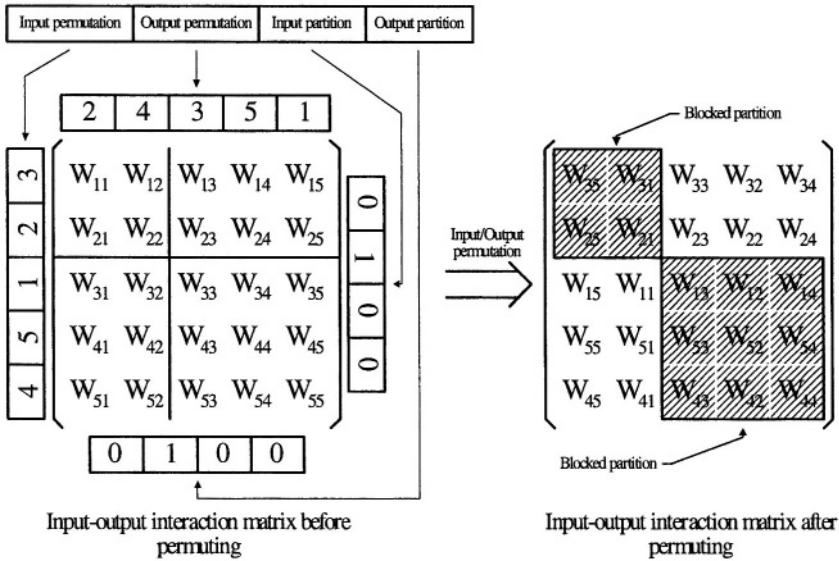 Input permutation Output permutation Input partition Output partition
2 4 3 5 1
Blocked partition
3 2 1 5 4
W11 W12 W13 W14 W15
W21 W22 W23 W24 W25
W31 W32 W33 W34 W35
W41 W42 W43 W44 W45
W51 W52 W53 W54 W55
0 1 0 0
0 1 0 0
Input/Output
permutation
W35 W31 W33 W32 W34
W25 W21 W23 W22 W24
W15 W11 W13 W12 W14
W55 W51 W53 W52 W54
W45 W41 W43 W42 W44
Blocked partition
Input-output interaction matrix before
permuting
Input-output interaction matrix after
permuting